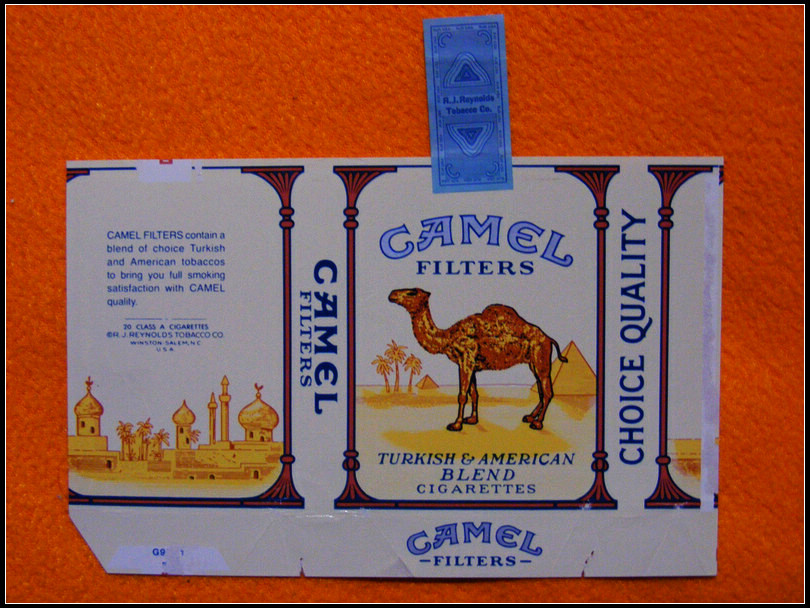 R.J. Reynolds
Tobacco Co.
CAMEL FILTERS contain a
blend of choice Turkish
and American tobaccos
to bring you full smoking
satisfaction with CAMEL
quality.
20 CLASS A CIGARETTES
©R.J. REYNOLDS TOBACCO CO.
WINSTON-SALEM, N.C.
U.S.A.
CAMEL
FILTERS
CAMEL
FILTERS
TURKISH & AMERICAN
BLEND
CIGARETTES
CHOICE QUALITY
CAMEL
–FILTERS–